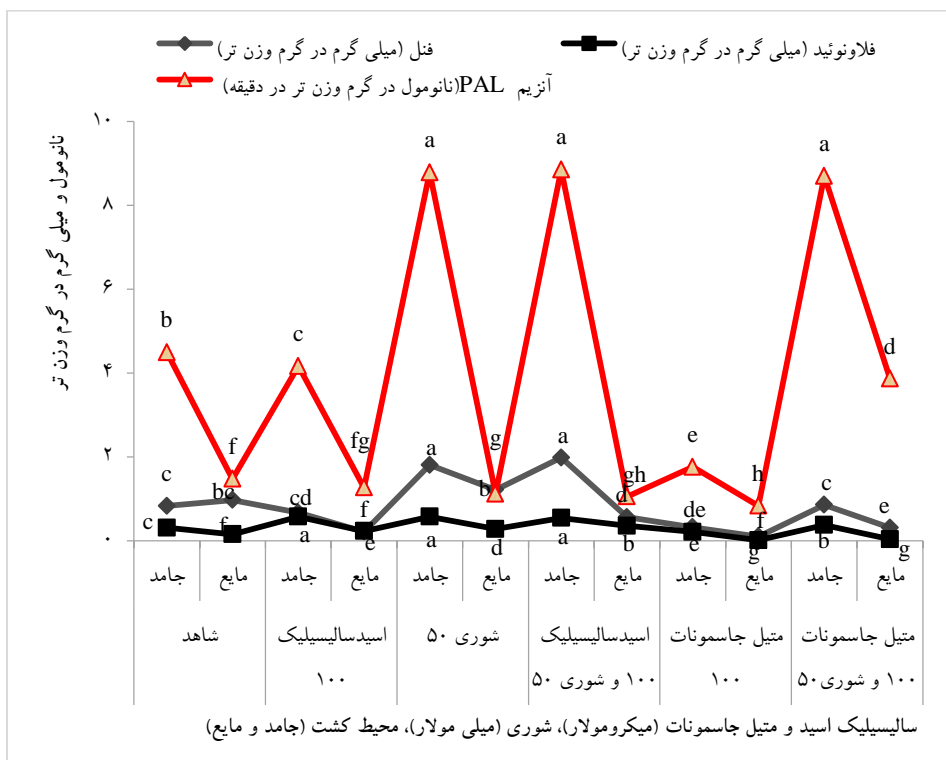 فنل (میلی گرم در گرم وزن تر)
فلاونوئید (میلی گرم در گرم وزن تر)
آنزیم PAL(نانومول در گرم وزن تر در دقیقه)
نانومول و میلی گرم در گرم وزن تر
۱۰
۸
۶
۴
۲
۰
b f c fg a g a gh e h a d
c bc cd f a b a d de f c e
c f a e a d a b e g b g
جامد مایع جامد مایع جامد مایع جامد مایع جامد مایع جامد مایع
شاهد اسیدسالیسیلیک شوری ۵۰ اسیدسالیسیلیک متیل جاسمونات متیل جاسمونات
۱۰۰ ۱۰۰ و شوری ۵۰ ۱۰۰ ۱۰۰ و شوری۵۰
سالیسیلیک اسید و متیل جاسمونات (میکرومولار)، شوری (میلی مولار)، محیط کشت (جامد و مایع)